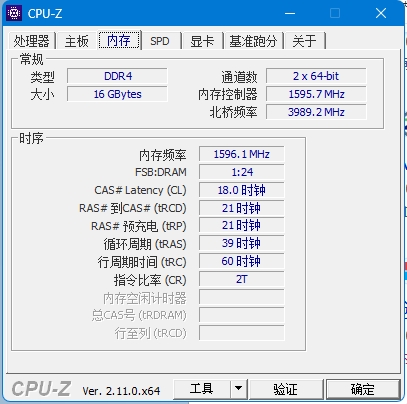 CPU-Z
处理器 主板 内存 SPD 显卡 基准跑分 关于
常规
类型 DDR4 通道数 2 x 64-bit
大小 16 GBytes 内存控制器 1595.7 MHz
北桥频率 3989.2 MHz
时序
内存频率 1596.1 MHz
FSB:DRAM 1:24
CAS# Latency (CL) 18.0 时钟
RAS# 到CAS# (tRCD) 21 时钟
RAS# 预充电 (tRP) 21 时钟
循环周期 (tRAS) 39 时钟
行周期时间 (tRC) 60 时钟
指令比率 (CR) 2T
内存空闲计时器
总CAS号 (tRDRAM)
行至列 (tRCD)
CPU-Z Ver. 2.11.0.x64 工具 验证 确定